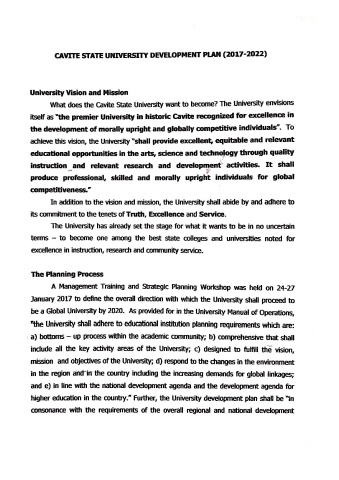 CAVITE STATE UNIVERSITY DEVELOPMENT PLAN (2017-2022)
University Vision and Mission
What does the Cavite State University want to become? The University envisions
itself as "the premier University in historic Cavite recognized for excellence in
the development of morally upright and globally competitive individuals". To
achieve this vision, the University "shall provide excellent, equitable and relevant
educational opportunities in the arts, science and technology through quality
instruction and relevant research and development activities. It shall
produce professional, skilled and morally upright individuals for global
competitiveness."
In addition to the vision and mission, the University shall abide by and adhere to
its commitment to the tenets of Truth, Excellence and Service.
The University has already set the stage for what it wants to be in no uncertain
terms – to become one among the best state colleges and universities noted for
excellence in instruction, research and community service.
The Planning Process
A Management Training and Strategic Planning Workshop was held on 24-27
January 2017 to define the overall direction with which the University shall proceed to
be a Global University by 2020. As provided for in the University Manual of Operations,
"the University shall adhere to educational institution planning requirements which are:
a) bottoms – up process within the academic community; b) comprehensive that shall
include all the key activity areas of the University; c) designed to fulfill the vision,
mission and objectives of the University; d) respond to the changes in the environment
in the region and in the country including the increasing demands for global linkages;
and e) in line with the national development agenda and the development agenda for
higher education in the country." Further, the University development plan shall be "in
consonance with the requirements of the overall regional and national development